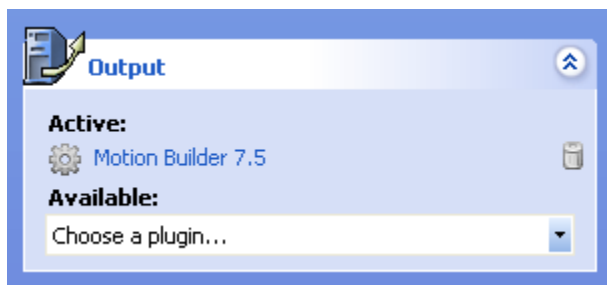 Output
Active:
Motion Builder 7.5
Available:
Choose a plugin...